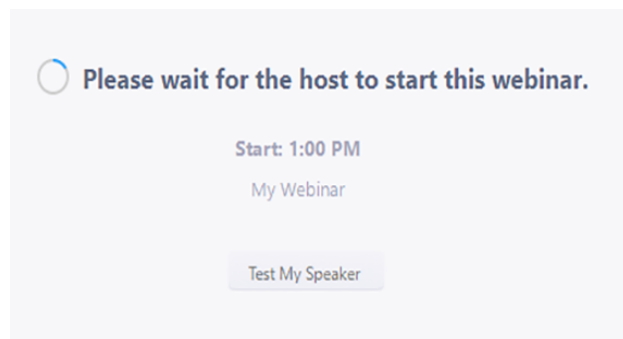 Please wait for the host to start this webinar.
Start: 1:00 PM
My Webinar
Test My Speaker